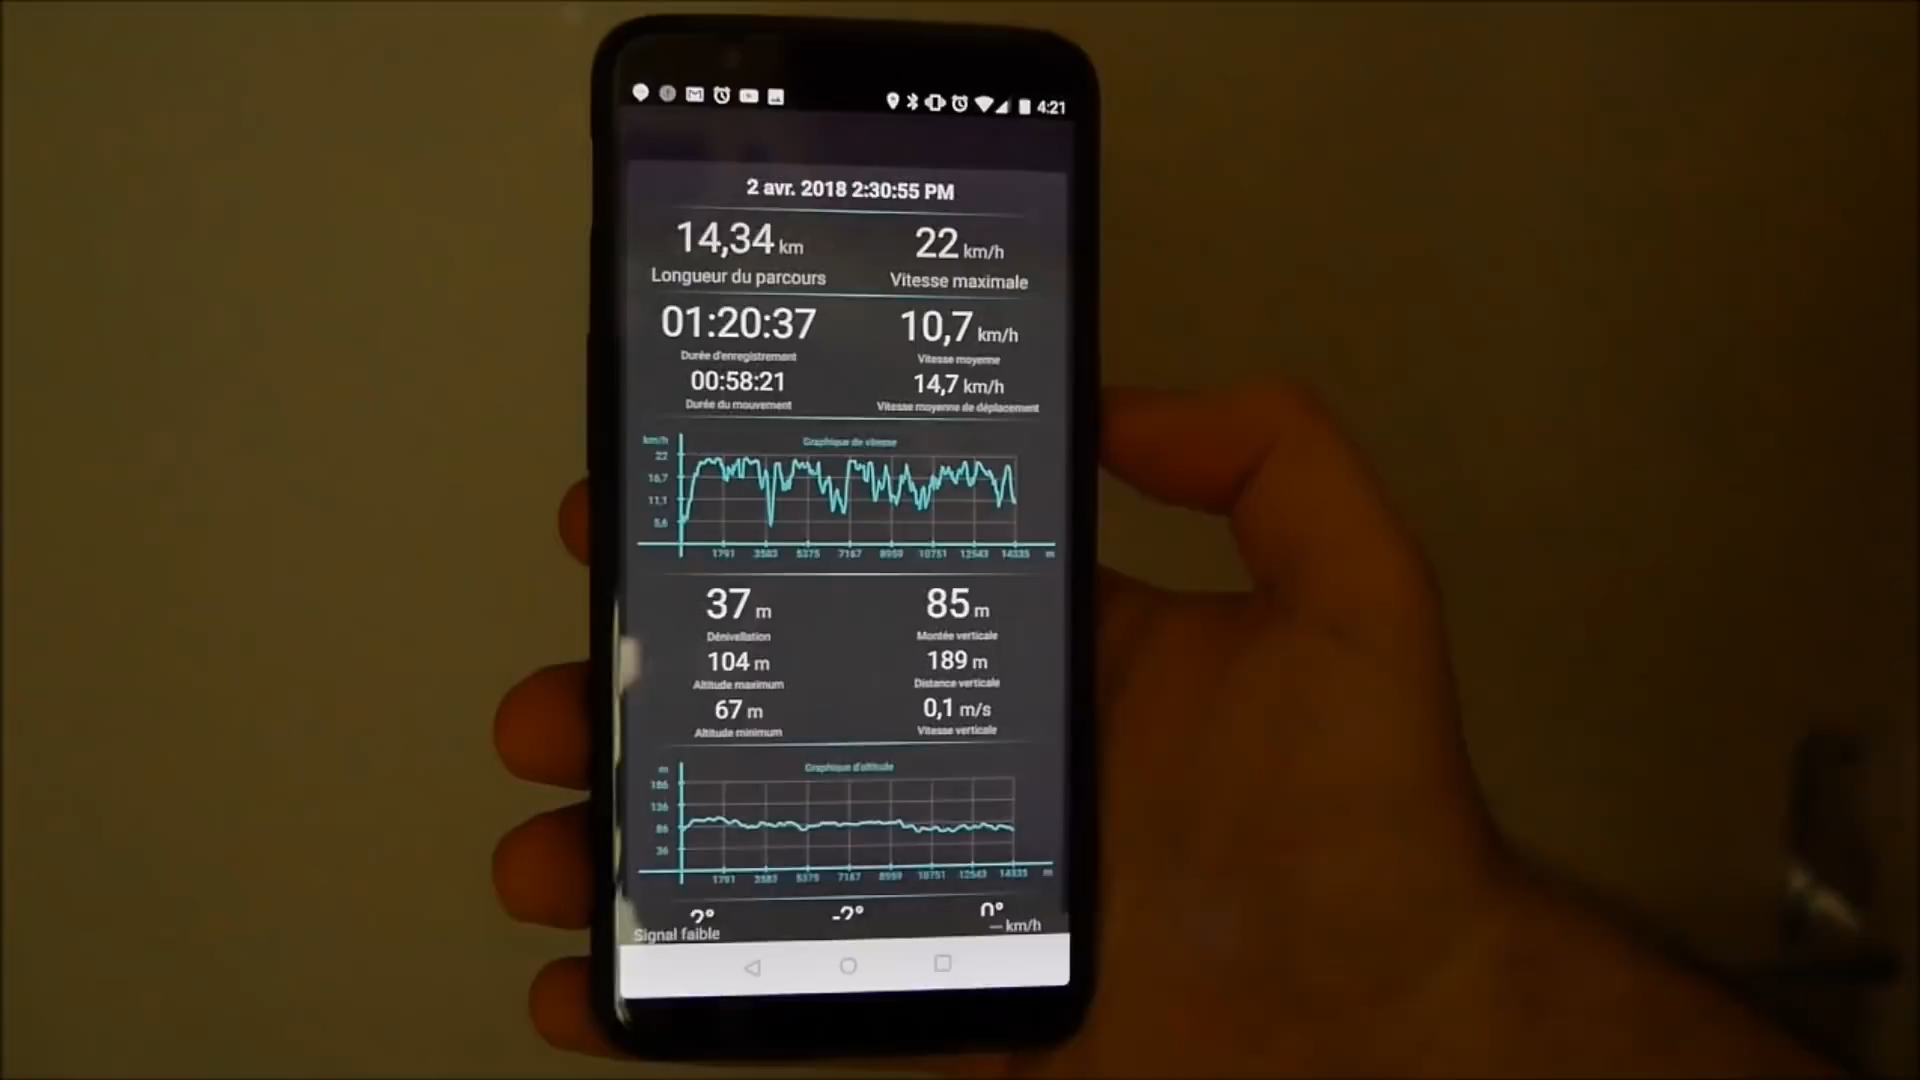 4:21
2 avr. 2018 2:30:55 PM
14,34 km
22 km/h
Longueur du parcours
Vitesse maximale
01:20:37
10,7 km/h
Durée d'enregistrement
Vitesse moyenne
00:58:21
14,7 km/h
Durée du mouvement
Vitesse moyenne de déplacement
km/h
Graphique de vitesse
22
16,7
11,1
5,6
1791 3583 5375 7167 8959 10751 12543 14335 m
37 m
85 m
Dénivellation
Montée verticale
104 m
189 m
Altitude maximum
Distance verticale
67 m
0,1 m/s
Altitude minimum
Vitesse verticale
m
Graphique d'altitude
186
136
86
36
1791 3583 5375 7167 8959 10751 12543 14335 m
2° -2° 0°
Signal faible
-- km/h